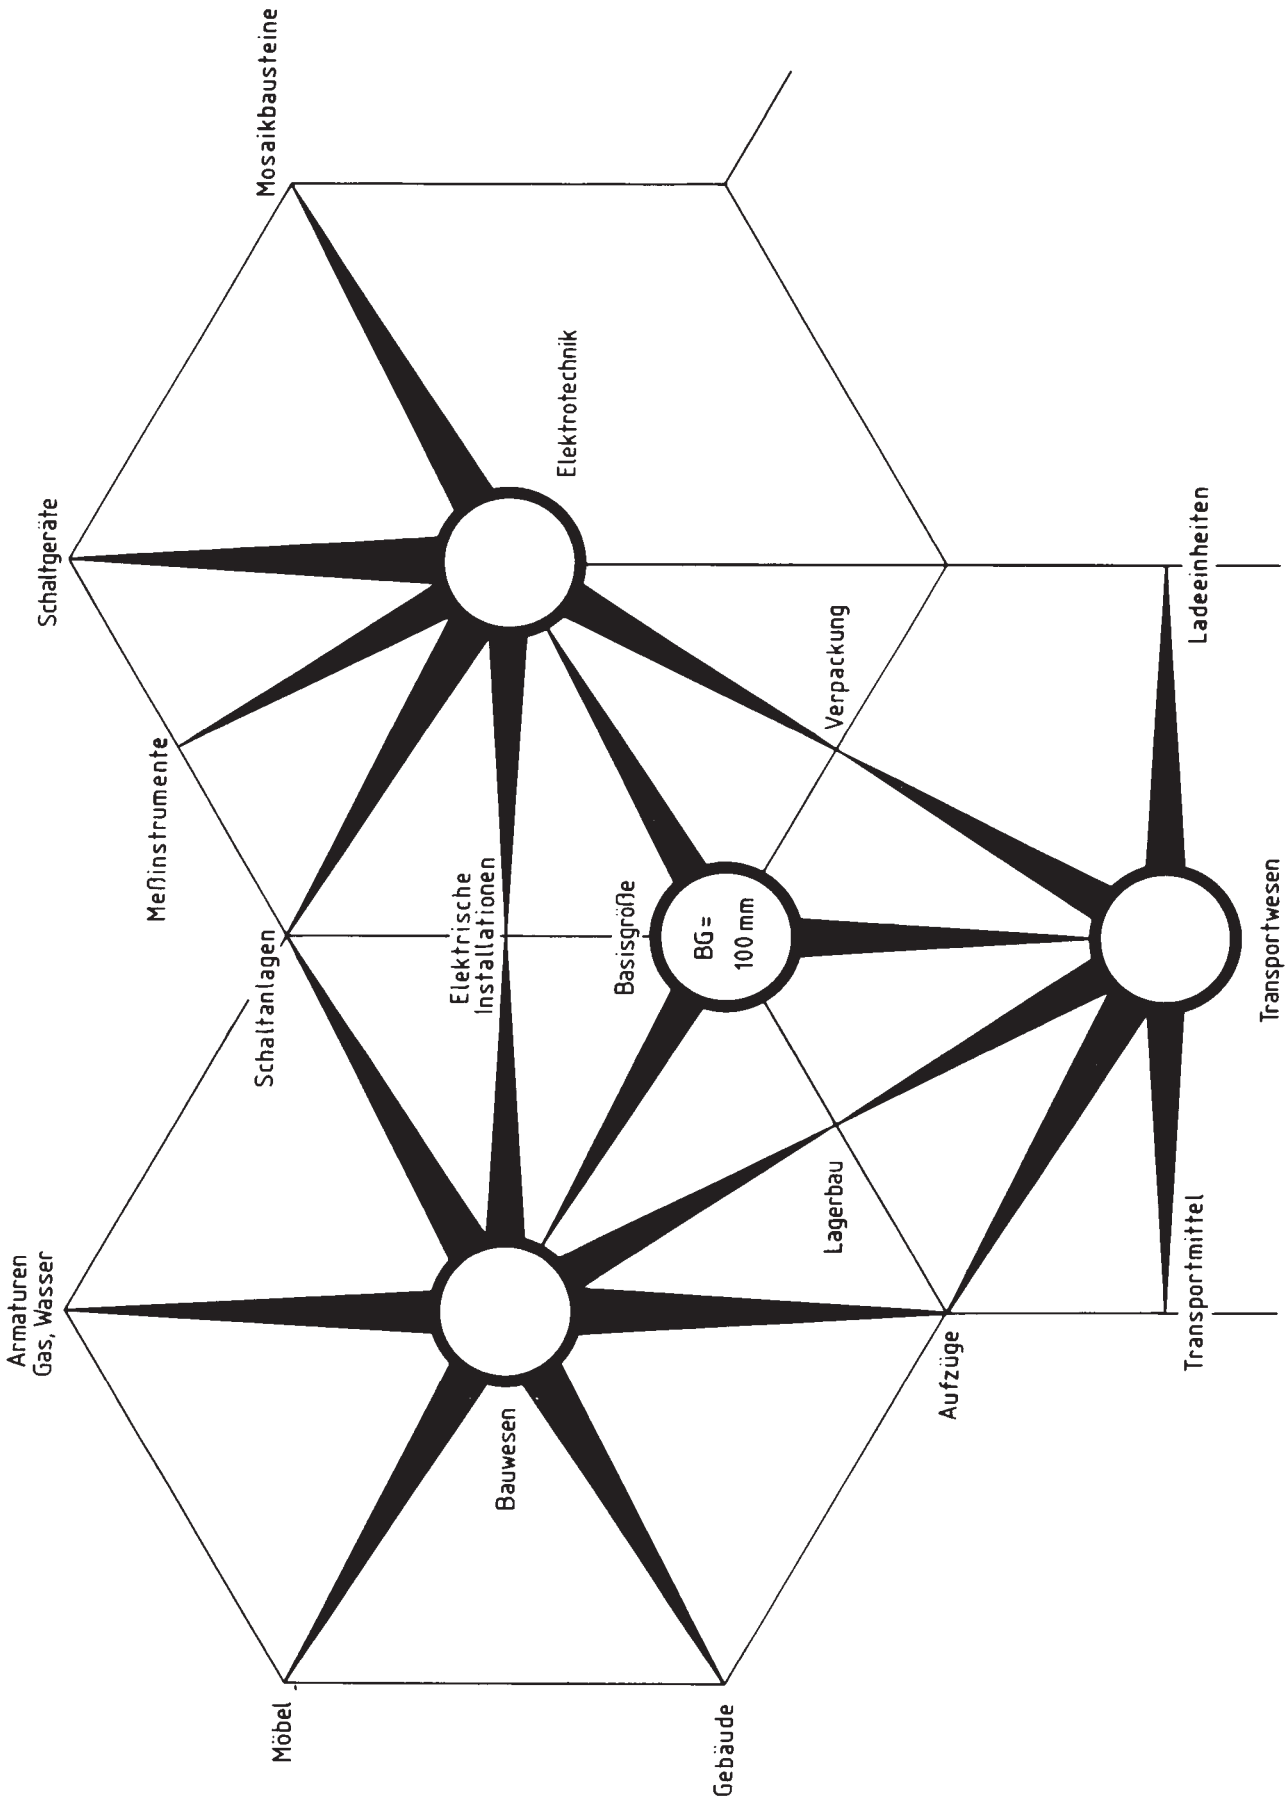 Armaturen
Gas, Wasser
Schaltgeräte
Möbel
Schaltanlagen
Meßinstrumente
Mosaikbausteine
Bauwesen
Elektrische
Installationen
Elektrotechnik
Basisgröße
BG =
100 mm
Gebäude
Lagerbau
Verpackung
Aufzüge
Transportmittel
Ladeeinheiten
Transportwesen